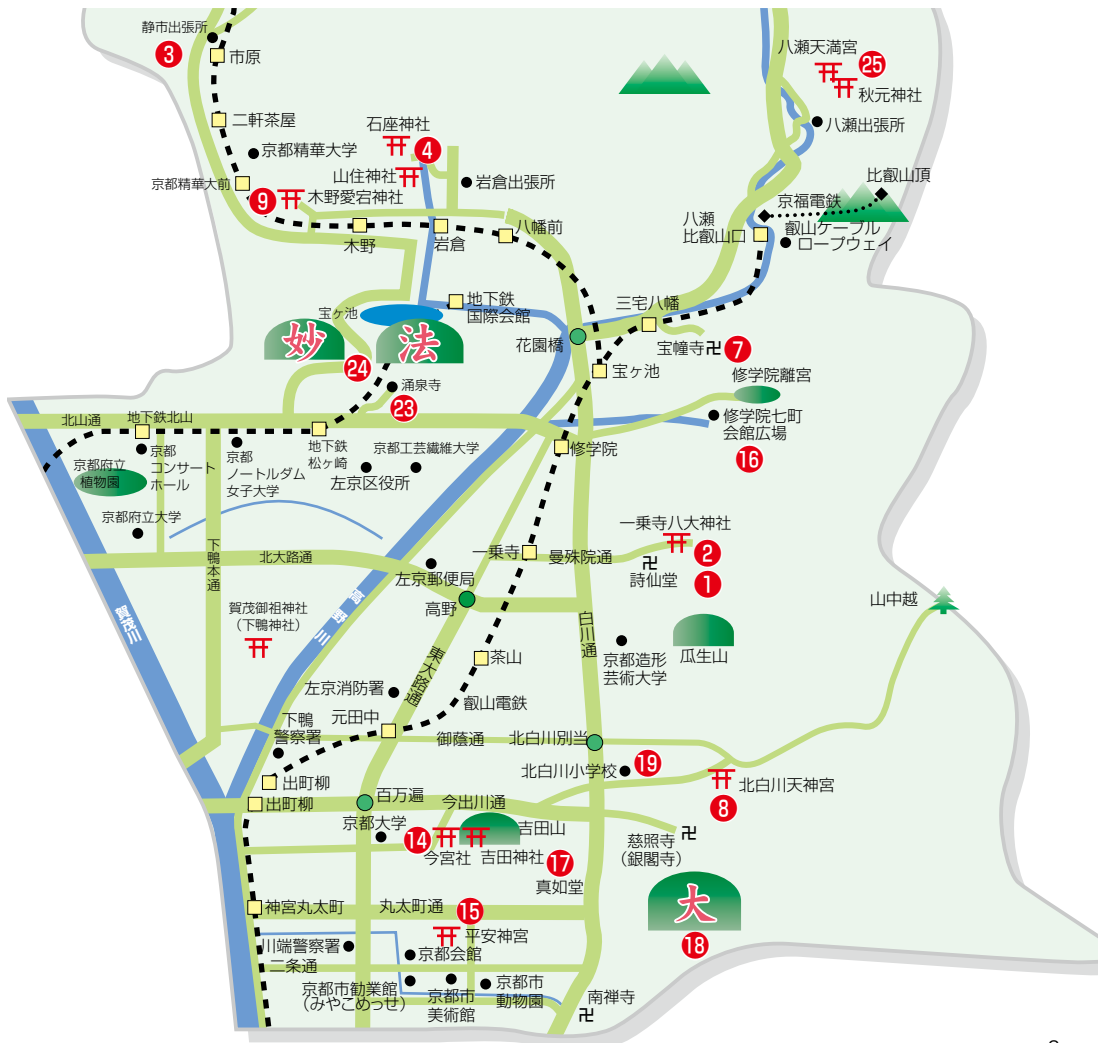 静市出張所
3
市原
二軒茶屋
京都精華大学
京都精華大前
9
木野愛宕神社
石座神社
4
山住神社
岩倉出張所
木野
岩倉
八幡前
八瀬天満宮
25
秋元神社
八瀬出張所
比叡山頂
京福電鉄
八瀬
比叡山口
叡山ケーブル
ロープウェイ
地下鉄
国際会館
宝ヶ池
妙
法
24
涌泉寺
23
花園橋
三宅八幡
宝幢寺
卍
7
宝ヶ池
修学院離宮
修学院七町
会館広場
16
修学院
北山通
地下鉄北山
地下鉄
松ヶ崎
京都府立
植物園
京都
コンサート
ホール
京都
ノートルダム
女子大学
京都工芸繊維大学
左京区役所
京都府立大学
下鴨本通
北大路通
一乗寺
曼殊院通
一乗寺八大神社
2
卍
詩仙堂
1
左京郵便局
高野
賀茂川
高野川
賀茂御祖神社
（下鴨神社）
東大路通
白川通
茶山
京都造形
芸術大学
瓜生山
山中越
左京消防署
叡山電鉄
元田中
下鴨
警察署
御蔭通
北白川別当
北白川小学校
19
北白川天神宮
8
出町柳
出町柳
百万遍
今出川通
京都大学
14
今宮社
吉田神社
吉田山
17
真如堂
卍
慈照寺
（銀閣寺）
大
18
神宮丸太町
丸太町通
15
平安神宮
川端警察署
京都会館
二条通
京都市勧業館
（みやこめっせ）
京都市
美術館
京都市
動物園
南禅寺
卍